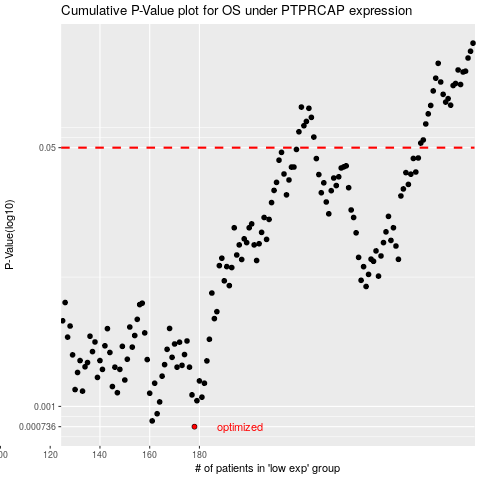 Cumulative P-Value plot for OS under PTPRCAP expression
P-Value(log10)
0.05
0.001
0.000736
optimized
00 120 140 160 180
# of patients in 'low exp' group